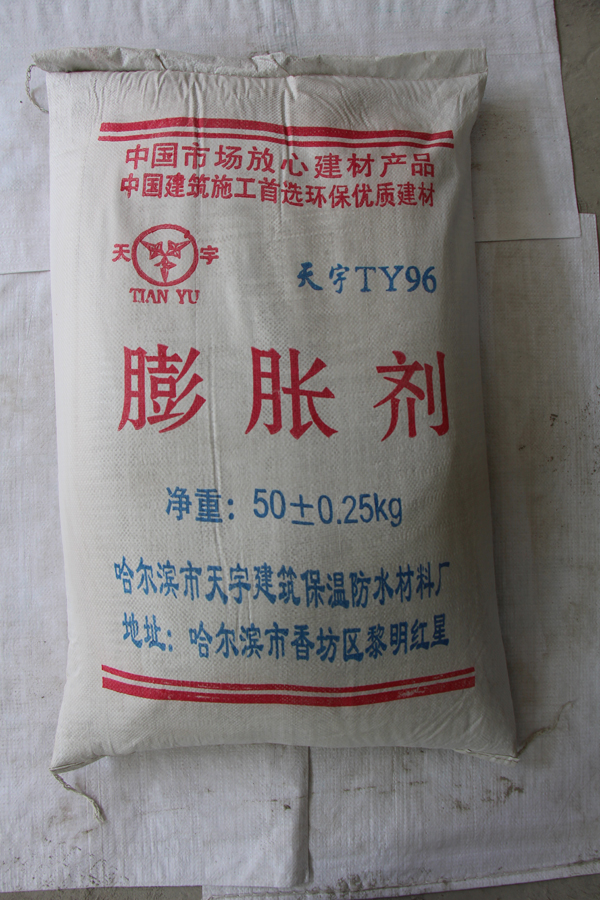 中国市场放心建材产品
中国建筑施工首选环保优质建材
天宇
TIAN YU
天宇TY96
膨胀剂
净重：50±0.25kg
哈尔滨市天宇建筑保温防水材料厂
地址：哈尔滨市香坊区黎明红星